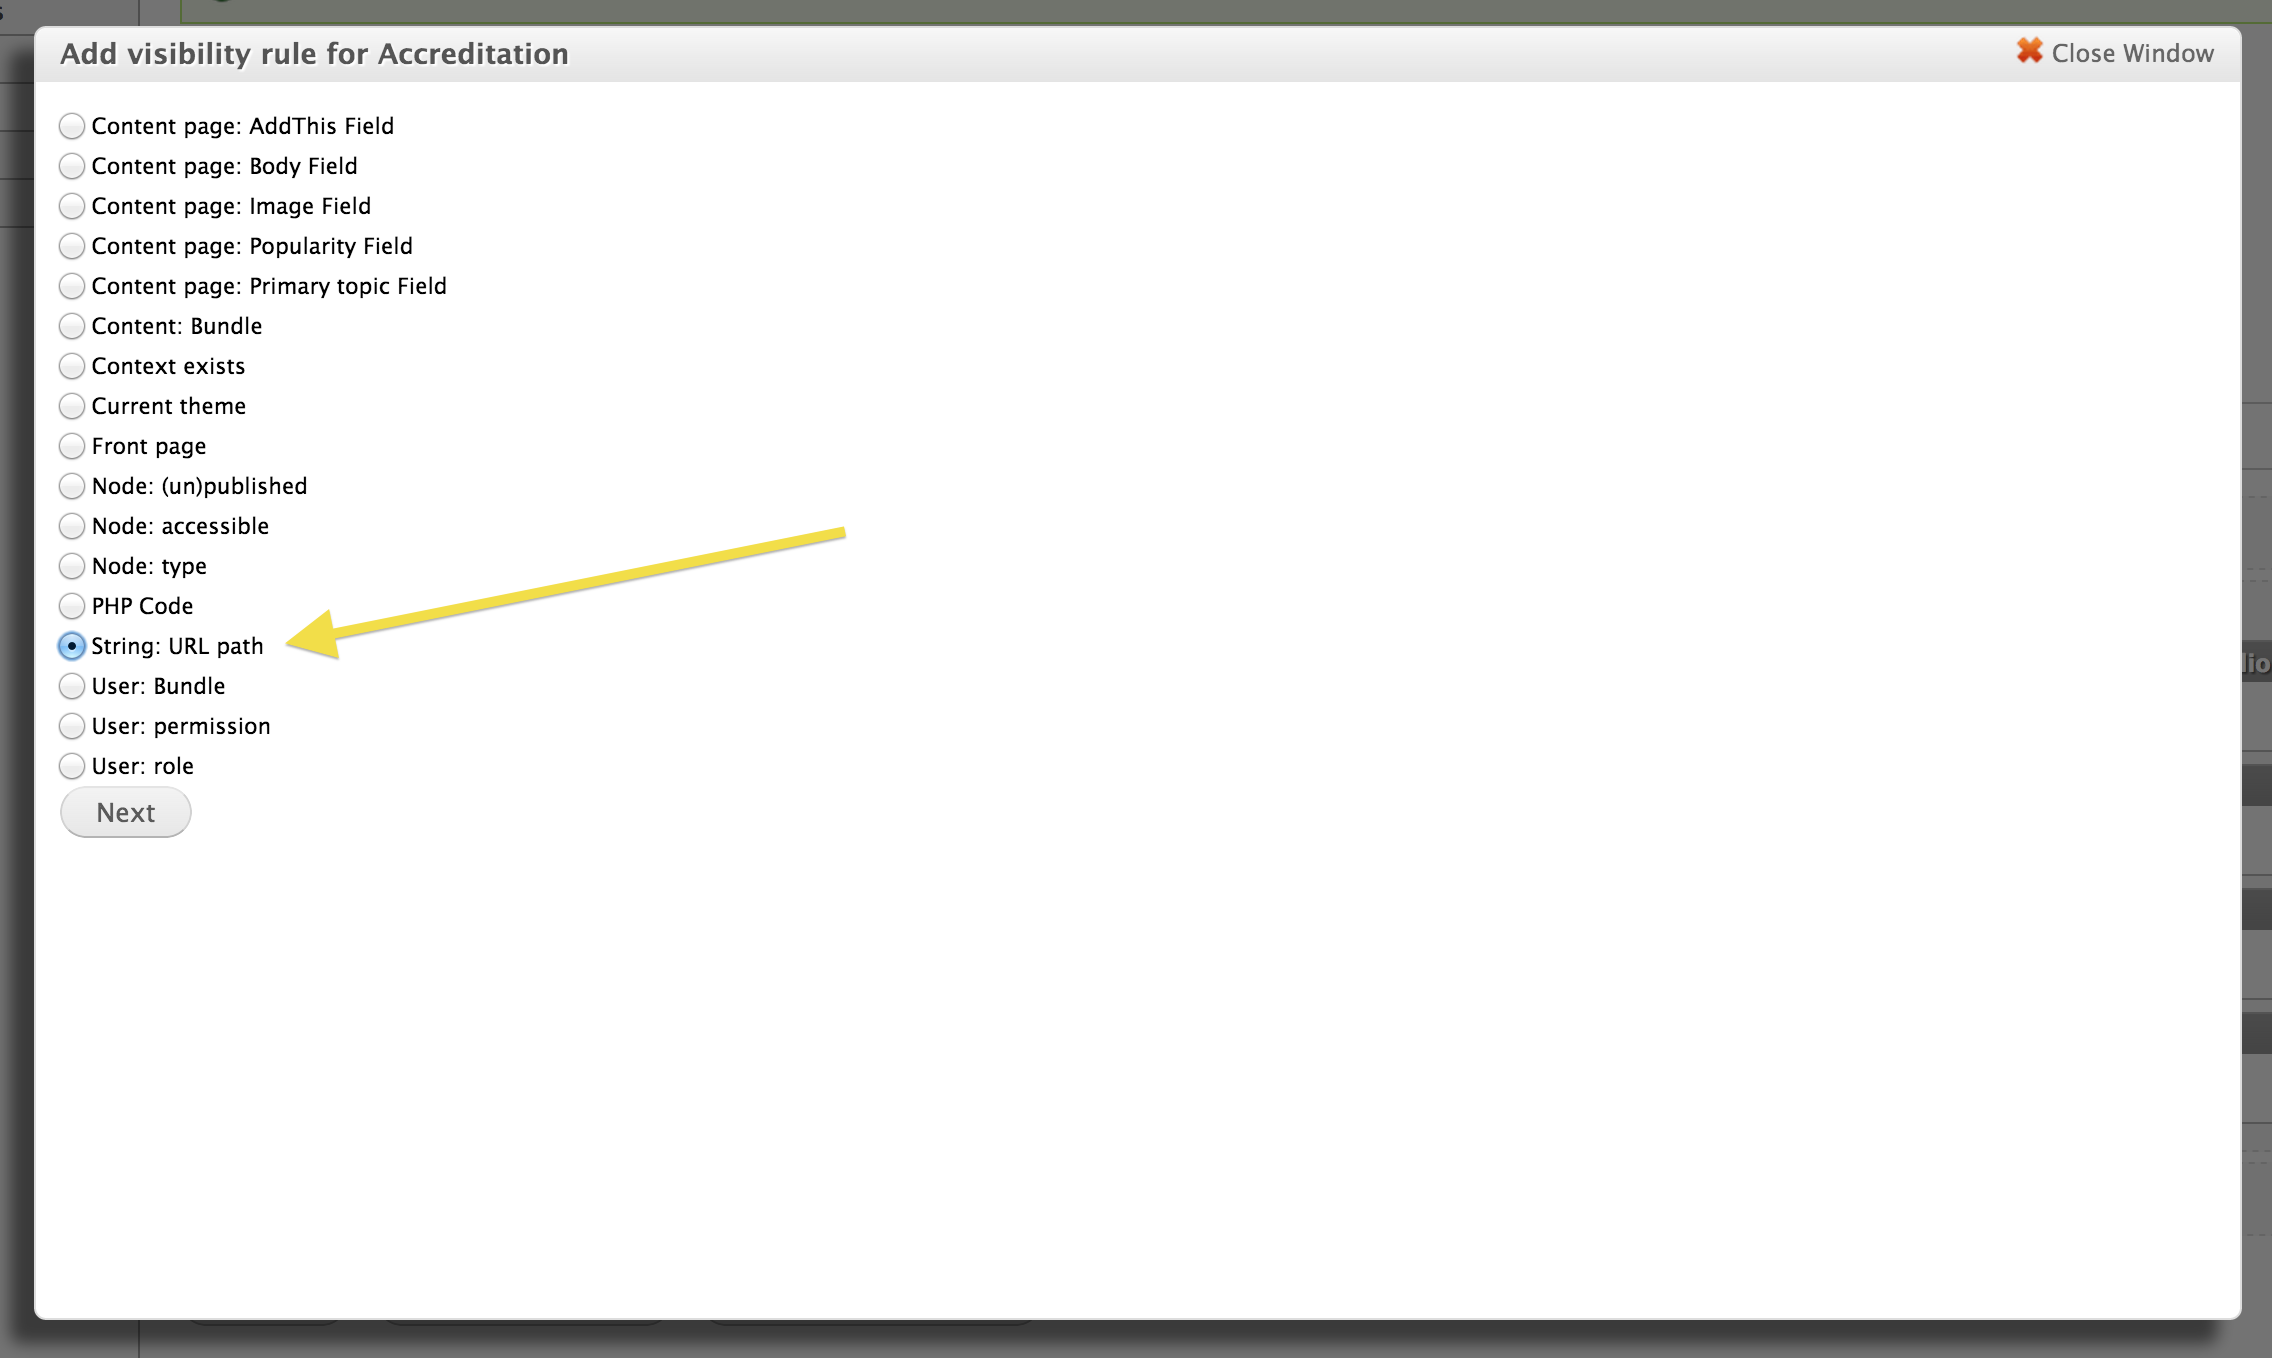 Add visibility rule for Accreditation
Close Window
Content page: AddThis Field
Content page: Body Field
Content page: Image Field
Content page: Popularity Field
Content page: Primary topic Field
Content: Bundle
Context exists
Current theme
Front page
Node: (un)published
Node: accessible
Node: type
PHP Code
String: URL path
User: Bundle
User: permission
User: role
Next